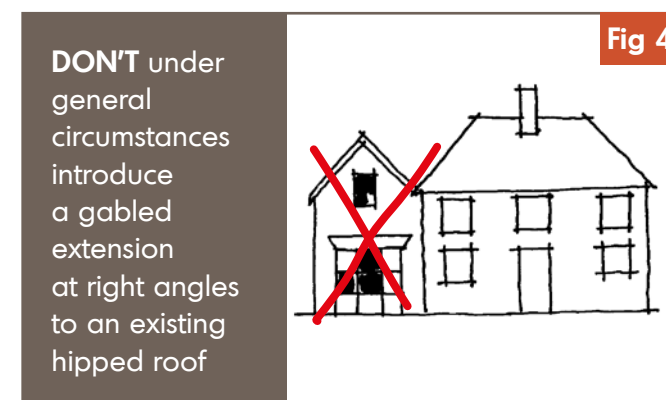 DON'T under
general
circumstances
introduce
a gabled
extension
at right angles
to an existing
hipped roof
Fig 4